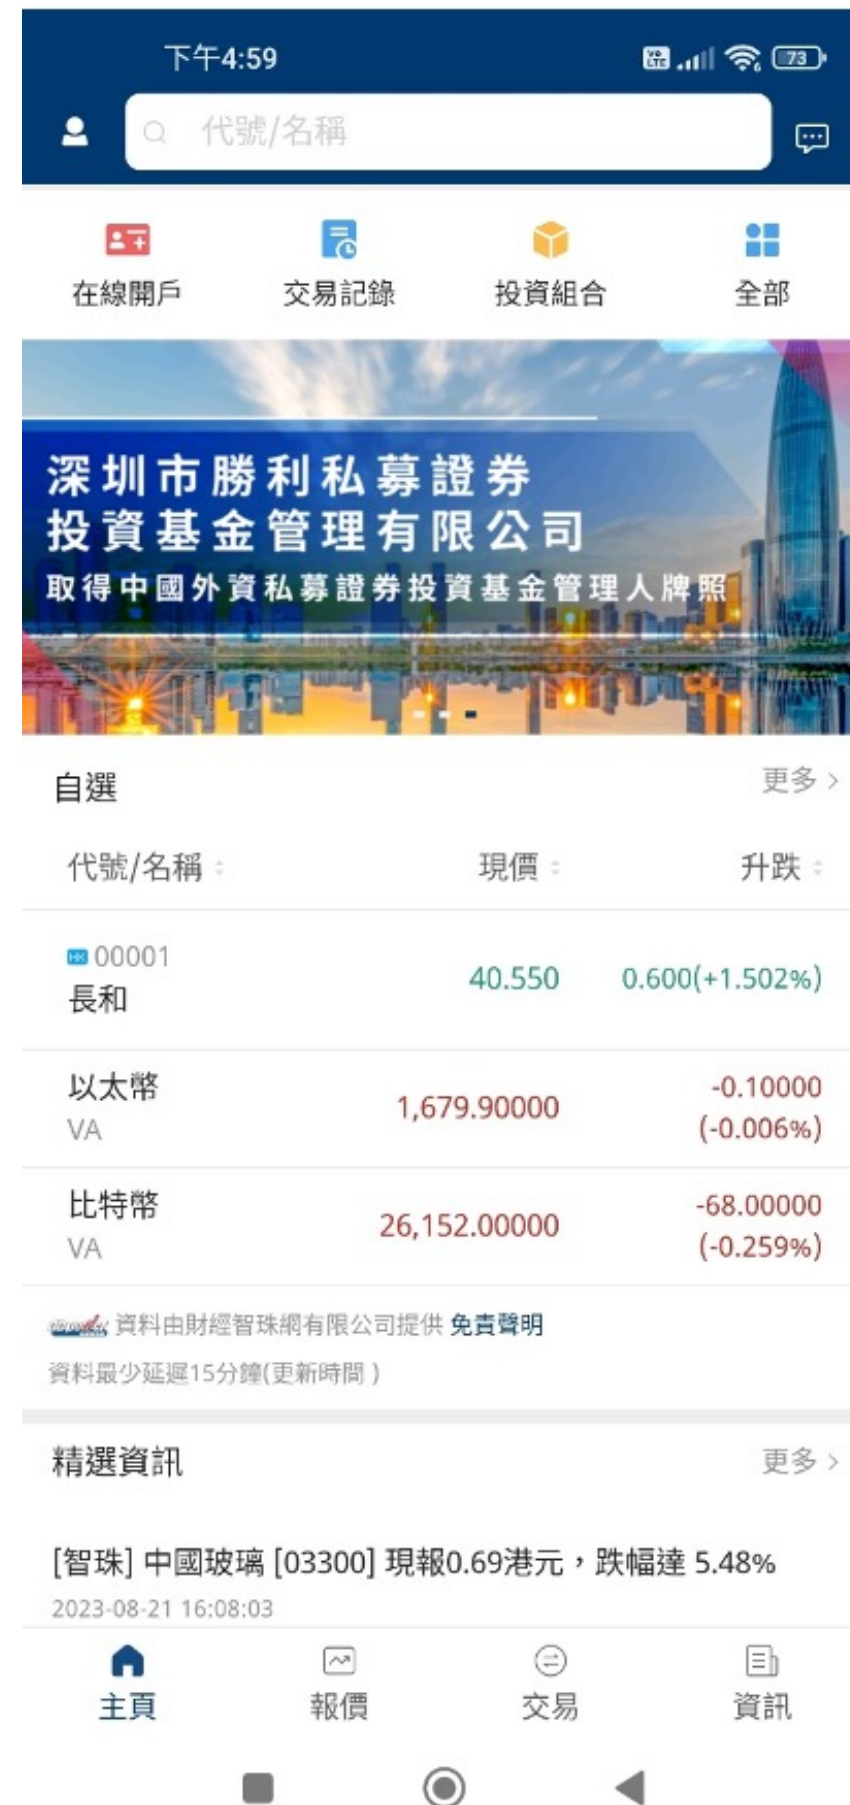 下午4:59
73
代號/名稱
在線開戶 交易記錄 投資組合 全部
深圳市勝利私募證券
投資基金管理有限公司
取得中國外資私募證券投資基金管理人牌照
自選 更多
代號/名稱 現價 升跌
HK 00001
長和 40.550 0.600(+1.502%)
以太幣
VA
1,679.90000
-0.10000
(-0.006%)
比特幣
VA
26,152.00000
-68.00000
(-0.259%)
資料由財經智珠網有限公司提供 免責聲明
資料最少延遲15分鐘(更新時間 )
精選資訊 更多
[智珠] 中國玻璃 [03300] 現報0.69港元，跌幅達 5.48%
2023-08-21 16:08:03
主頁 報價 交易 資訊